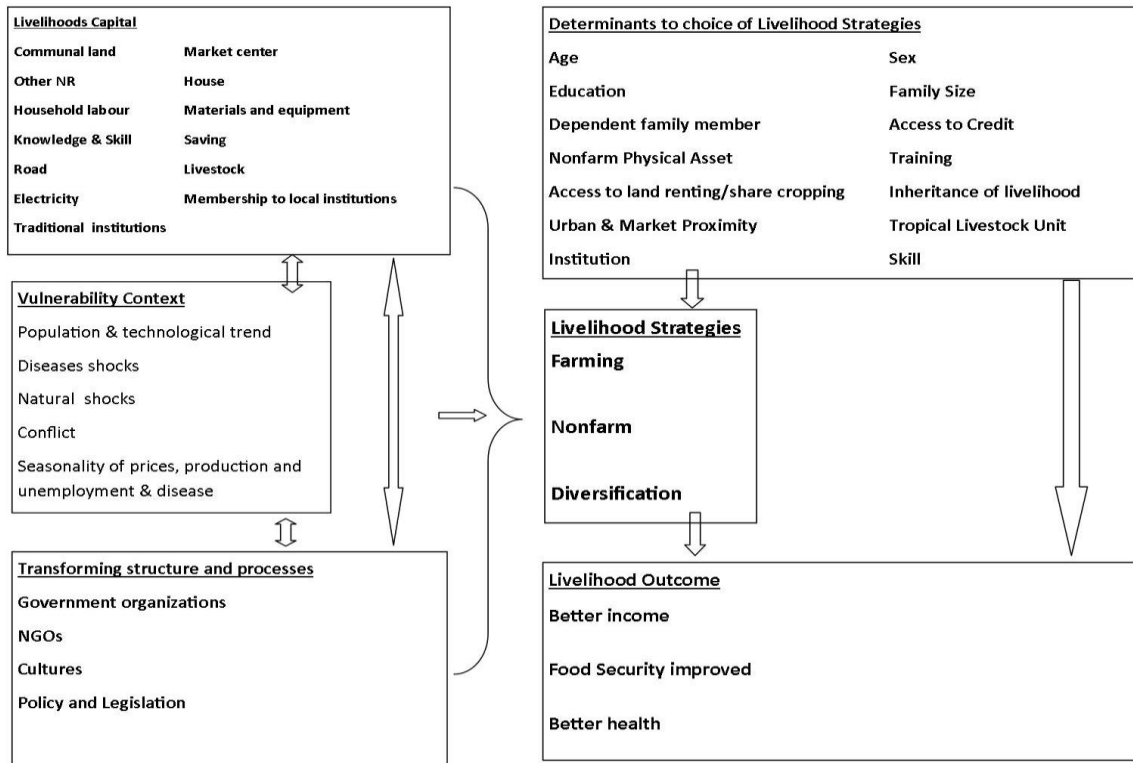 Livelihoods Capital
Communal land Market center
Other NR House
Household labour Materials and equipment
Knowledge & Skill Saving
Road Livestock
Electricity Membership to local institutions
Traditional institutions
Vulnerability Context
Population & technological trend
Diseases shocks
Natural shocks
Conflict
Seasonality of prices, production and
unemployment & disease
Transforming structure and processes
Government organizations
NGOs
Cultures
Policy and Legislation
Determinants to choice of Livelihood Strategies
Age Sex
Education Family Size
Dependent family member Access to Credit
Nonfarm Physical Asset Training
Access to land renting/share cropping Inheritance of livelihood
Urban & Market Proximity Tropical Livestock Unit
Institution Skill
Livelihood Strategies
Farming
Nonfarm
Diversification
Livelihood Outcome
Better income
Food Security improved
Better health